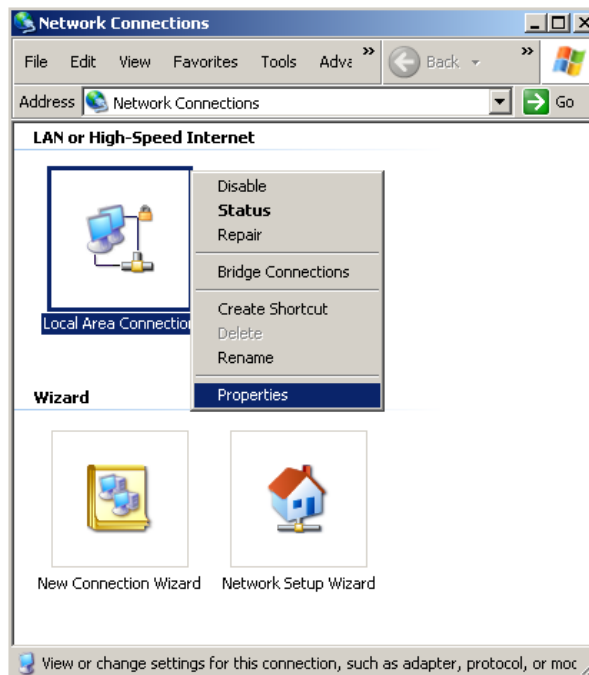 Network Connections
File Edit View Favorites Tools Adva » Back »
Address Network Connections Go
LAN or High-Speed Internet
Disable
Status
Repair
Bridge Connections
Create Shortcut
Delete
Rename
Properties
Local Area Connection
Wizard
New Connection Wizard Network Setup Wizard
View or change settings for this connection, such as adapter, protocol, or moc